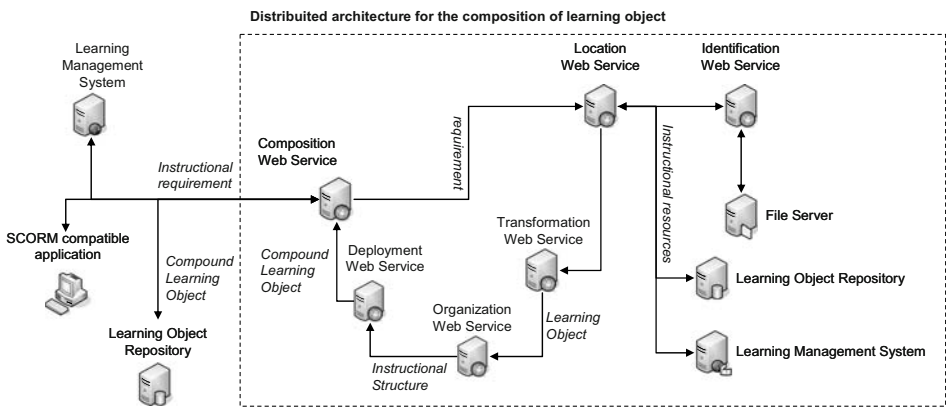 Distribuited architecture for the composition of learning object
Learning
Management
System
Location
Web Service
Identification
Web Service
Composition
Web Service
Instructional
requirement
requirement
Instructional resources
SCORM compatible
application
Compound
Learning
Object
Learning Object
Repository
Compound
Learning
Object
Deployment
Web Service
Transformation
Web Service
File Server
Organization
Web Service
Learning
Object
Instructional
Structure
Learning Object Repository
Learning Management System